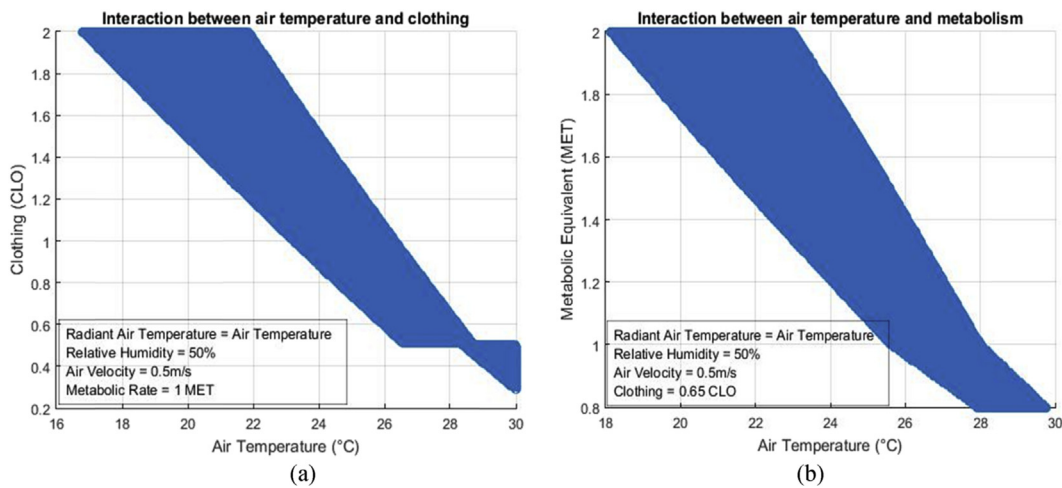 Interaction between air temperature and clothing
2
1.8
1.6
1.4
1.2
1
0.8
0.6
0.4
0.2
Clothing (CLO)
Radiant Air Temperature = Air Temperature
Relative Humidity = 50%
Air Velocity = 0.5m/s
Metabolic Rate = 1 MET
16 18 20 22 24 26 28 30
Air Temperature (°C)
(a)
Interaction between air temperature and metabolism
2
1.8
1.6
1.4
1.2
1
0.8
Metabolic Equivalent (MET)
Radiant Air Temperature = Air Temperature
Relative Humidity = 50%
Air Velocity = 0.5m/s
Clothing = 0.65 CLO
18 20 22 24 26 28 30
Air Temperature (°C)
(b)